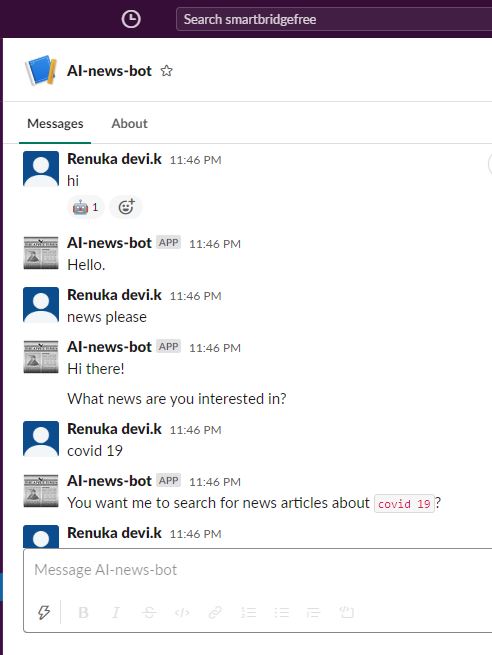 Search smartbridgefree
AI-news-bot
Messages About
Renuka devi.k 11:46 PM
hi
1
AI-news-bot APP 11:46 PM
Hello.
Renuka devi.k 11:46 PM
news please
AI-news-bot APP 11:46 PM
Hi there!
What news are you interested in?
Renuka devi.k 11:46 PM
covid 19
AI-news-bot APP 11:46 PM
You want me to search for news articles about covid 19?
Renuka devi.k 11:46 PM
Message AI-news-bot
B I S </>